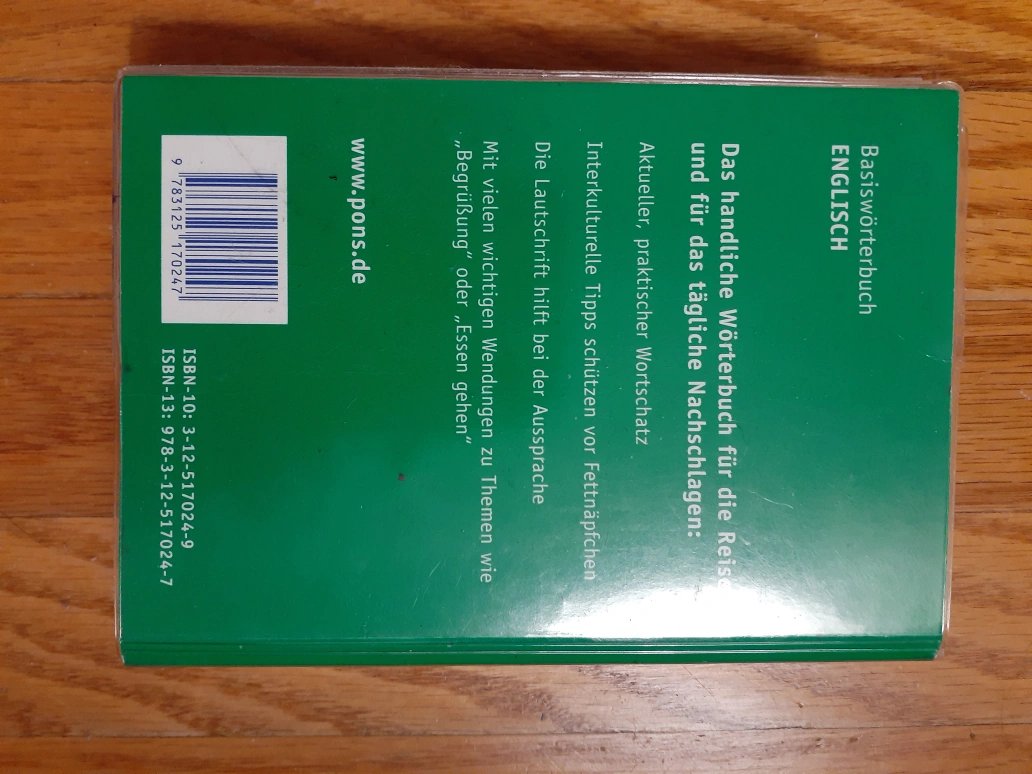 Basiswörterbuch
ENGLISCH
Das handliche Wörterbuch für die Reise
und für das tägliche Nachschlagen:
Aktueller, praktischer Wortschatz
Interkulturelle Tipps schützen vor Fettnäpfchen
Die Lautschrift hilft bei der Aussprache
Mit vielen wichtigen Wendungen zu Themen wie
„Begrüßung“ oder „Essen gehen“
www.pons.de
9 783125 170247
ISBN-10: 3-12-517024-9
ISBN-13: 978-3-12-517024-7